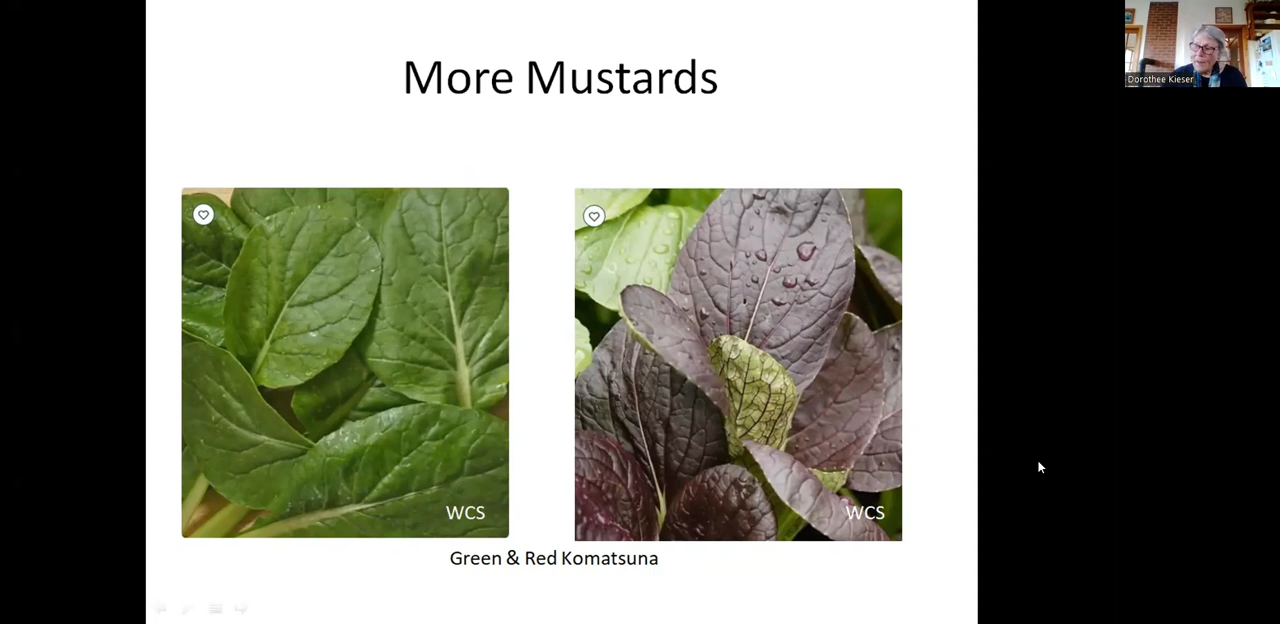 More Mustards
Dorothee Kieser
WCS
WCS
Green & Red Komatsuna